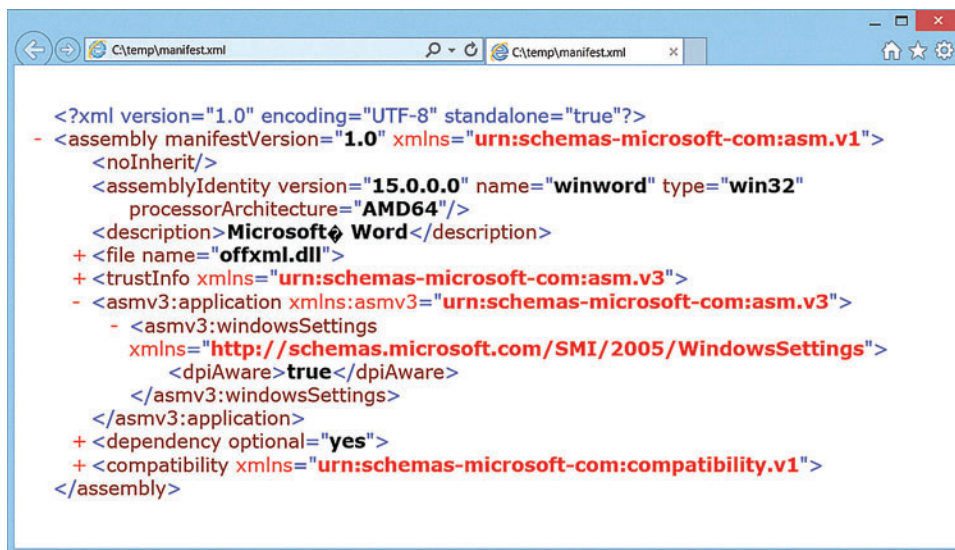 C:\temp\manifest.xml
C:\temp\manifest.xml
<?xml version="1.0" encoding="UTF-8" standalone="true"?>
- <assembly manifestVersion="1.0" xmlns="urn:schemas-microsoft-com:asm.v1">
<noInherit/>
<assemblyIdentity version="15.0.0.0" name="winword" type="win32"
processorArchitecture="AMD64"/>
<description>Microsoft� Word</description>
+ <file name="offxml.dll">
+ <trustInfo xmlns="urn:schemas-microsoft-com:asm.v3">
- <asmv3:application xmlns:asmv3="urn:schemas-microsoft-com:asm.v3">
- <asmv3:windowsSettings
xmlns="http://schemas.microsoft.com/SMI/2005/WindowsSettings">
<dpiAware>true</dpiAware>
</asmv3:windowsSettings>
</asmv3:application>
+ <dependency optional="yes">
+ <compatibility xmlns="urn:schemas-microsoft-com:compatibility.v1">
</assembly>